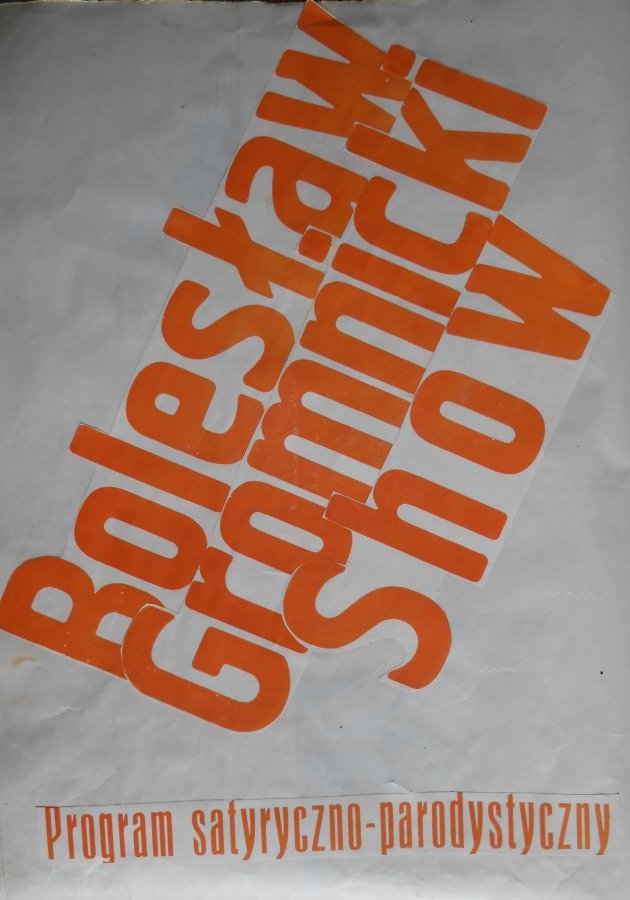 Bolesław.
Gromnicki
Show
Program satyryczno-parodystyczny